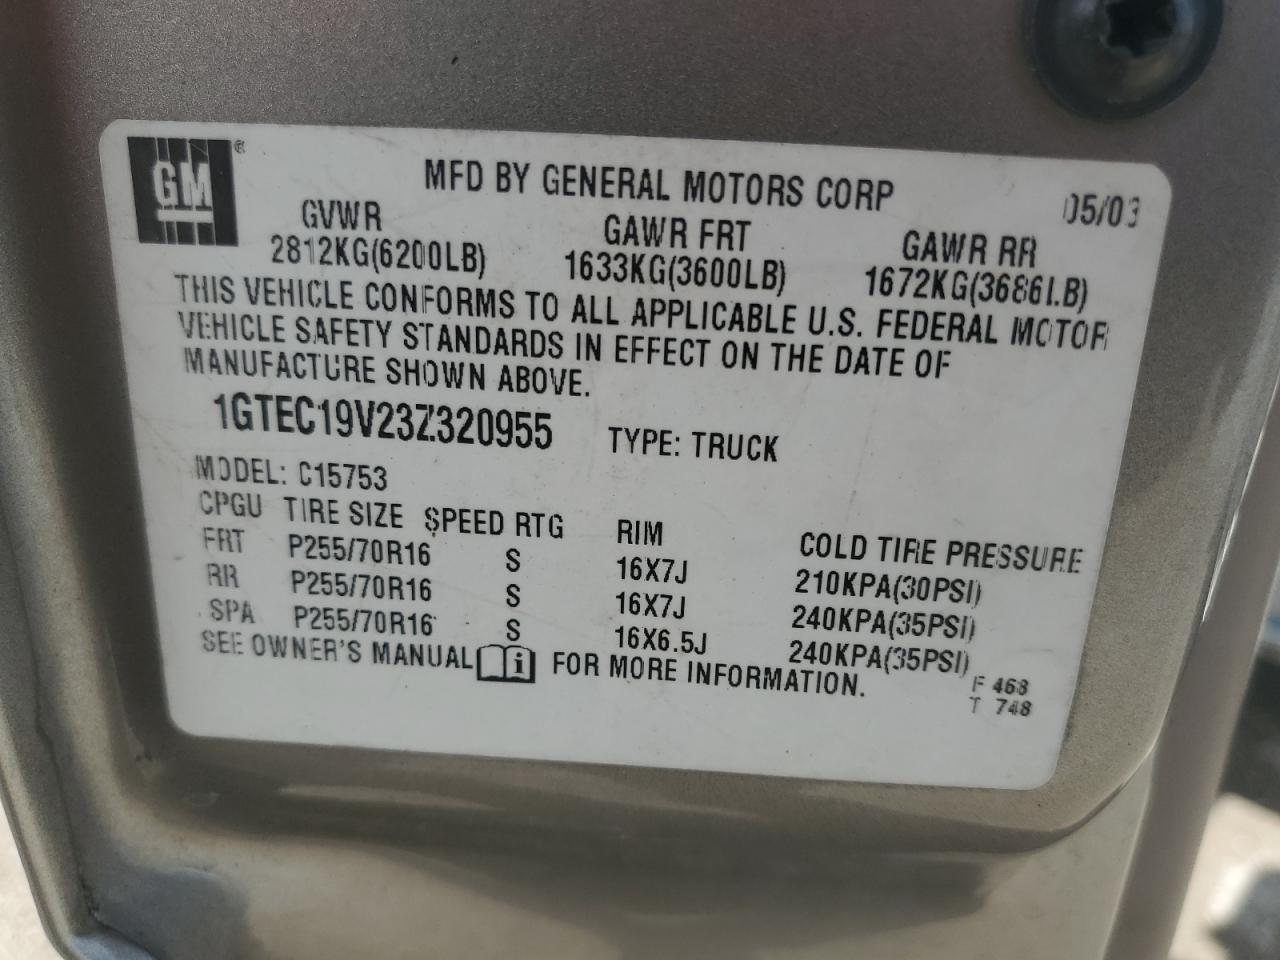 GM ®
MFD BY GENERAL MOTORS CORP 05/03
GVWR GAWR FRT GAWR RR
2812KG(6200LB) 1633KG(3600LB) 1672KG(3686LB)
THIS VEHICLE CONFORMS TO ALL APPLICABLE U.S. FEDERAL MOTOR
VEHICLE SAFETY STANDARDS IN EFFECT ON THE DATE OF
MANUFACTURE SHOWN ABOVE.
1GTEC19V23Z320955 TYPE: TRUCK
MODEL: C15753
CPGU TIRE SIZE SPEED RTG RIM COLD TIRE PRESSURE
FRT P255/70R16 S 16X7J 210KPA(30PSI)
RR P255/70R16 S 16X7J 240KPA(35PSI)
SPA P255/70R16 S 16X6.5J 240KPA(35PSI)
SEE OWNER'S MANUAL i FOR MORE INFORMATION.
F 468
T 748